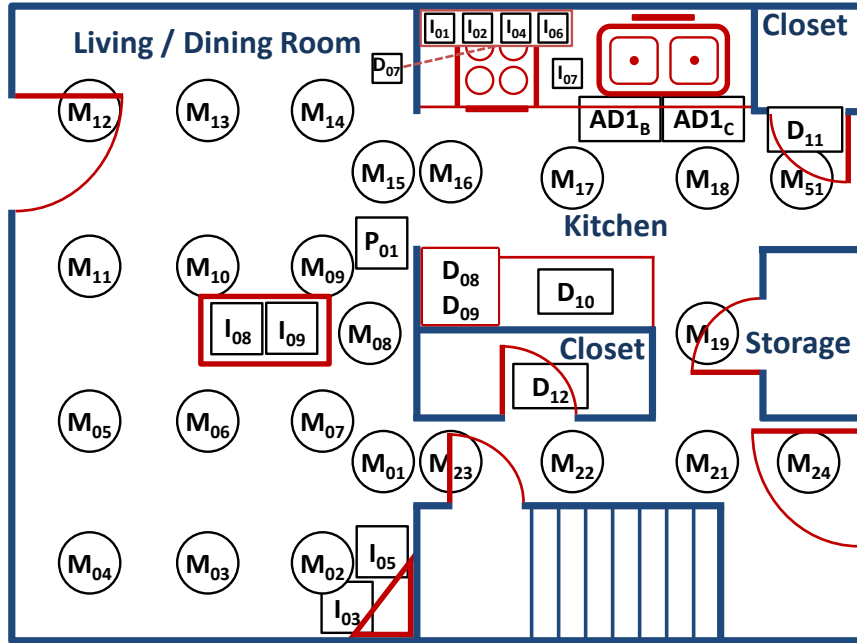 Living / Dining Room
I01 I02 I04 I06
Closet
D07
I07
M12 M13 M14
AD1B AD1C
D11
M15 M16 M17 M18 M51
Kitchen
P01
M11 M10 M09
D08
D09
D10
I08 I09
M08
Closet
M19
Storage
D12
M05 M06 M07
M01 M23 M22 M21 M24
I05
M04 M03 M02
I03